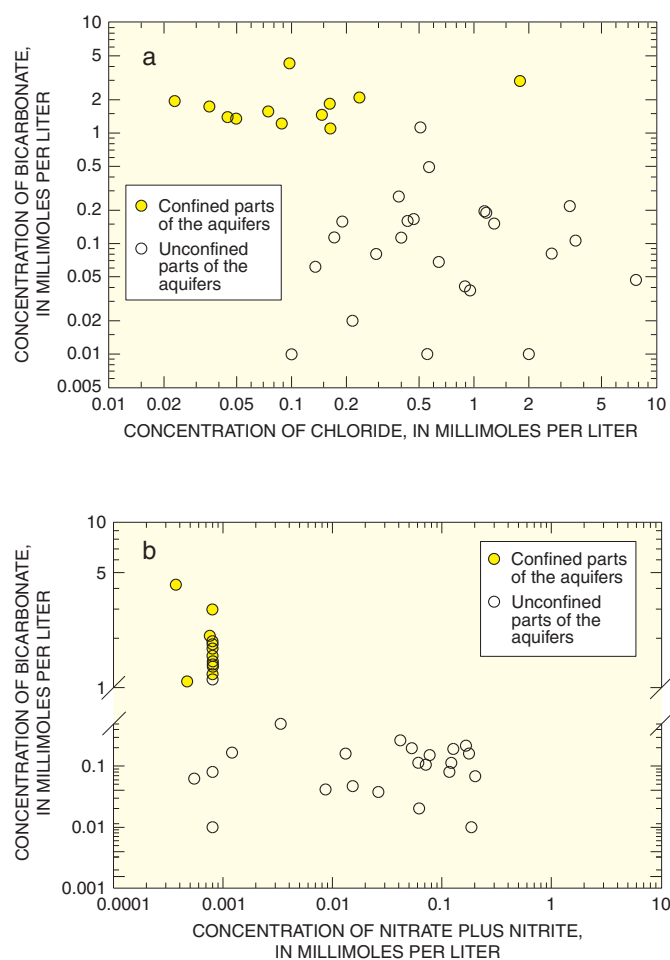 a
CONCENTRATION OF BICARBONATE,
IN MILLIMOLES PER LITER
10
5
2
1
0.5
0.2
0.1
0.05
0.02
0.01
0.005
Confined parts
of the aquifers
Unconfined
parts of the
aquifers
0.01 0.02 0.05 0.1 0.2 0.5 1 2 5 10
CONCENTRATION OF CHLORIDE, IN MILLIMOLES PER LITER
b
CONCENTRATION OF BICARBONATE,
IN MILLIMOLES PER LITER
10
5
1
0.1
0.01
0.001
Confined parts
of the aquifers
Unconfined
parts of the
aquifers
0.0001 0.001 0.01 0.1 1 10
CONCENTRATION OF NITRATE PLUS NITRITE,
IN MILLIMOLES PER LITER